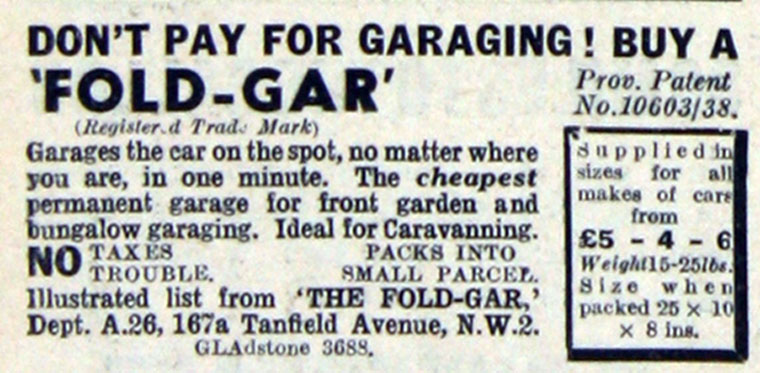 DON'T PAY FOR GARAGING! BUY A
'FOLD-GAR'
Prov. Patent
No.10603/38.
(Register.d Trad. Mark)
Garages the car on the spot, no matter where
you are, in one minute. The cheapest
permanent garage for front garden and
bungalow garaging. Ideal for Caravanning.
NO TAXES
TROUBLE.
PACKS INTO
SMALL PARCEL.
Illustrated list from 'THE FOLD-GAR,'
Dept. A.26, 167a Tanfield Avenue, N.W.2.
GLAdstone 3688.
Supplied in
sizes for all
makes of cars
from
£5 - 4 - 6
Weight 15-25lbs.
Size when
packed 25 × 10
× 8 ins.